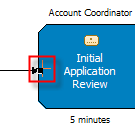 Account Coordinator
Initial
Application
Review
5 minutes